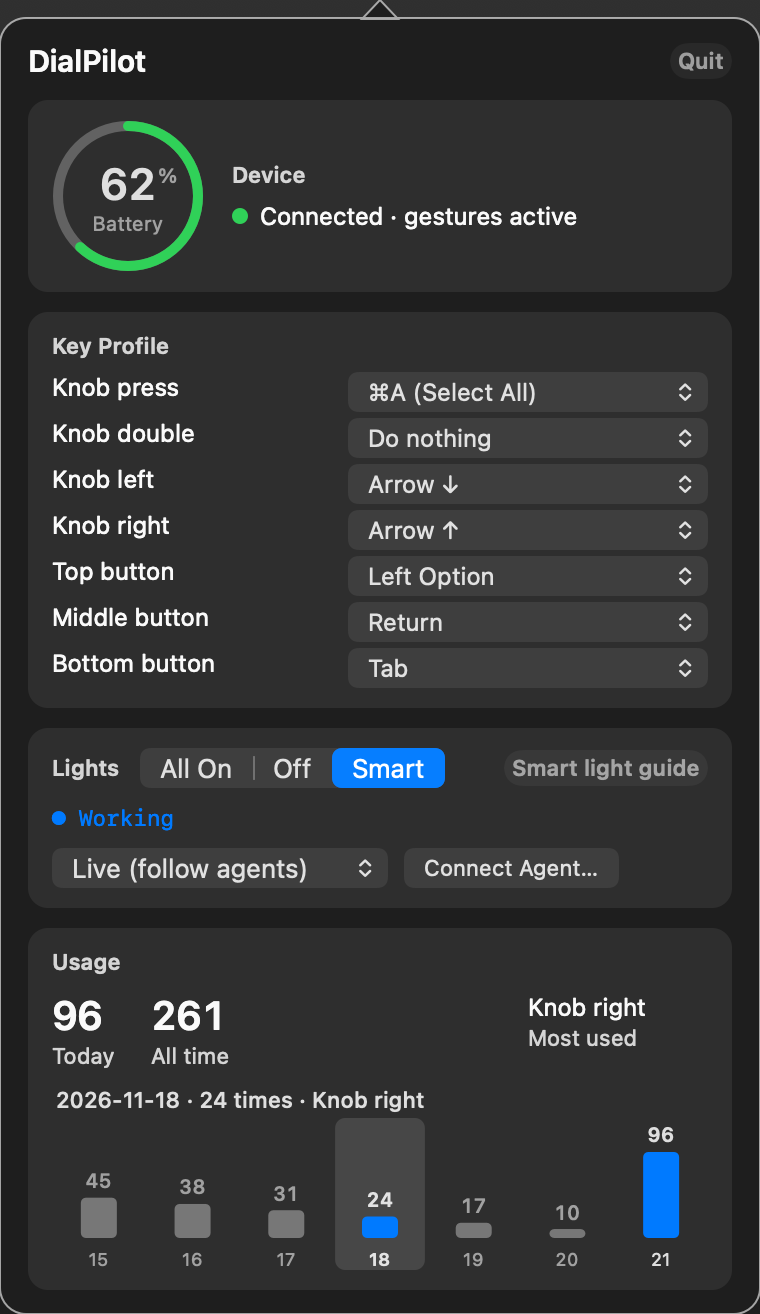 DialPilot
Quit
62%
Battery
Device
Connected · gestures active
Key Profile
Knob press ⌘A (Select All)
Knob double Do nothing
Knob left Arrow ↓
Knob right Arrow ↑
Top button Left Option
Middle button Return
Bottom button Tab
Lights All On Off Smart Smart light guide
Working
Live (follow agents) Connect Agent...
Usage
96 261 Knob right
Today All time Most used
2026-11-18 · 24 times · Knob right
45 38 31 24 17 10 96
15 16 17 18 19 20 21